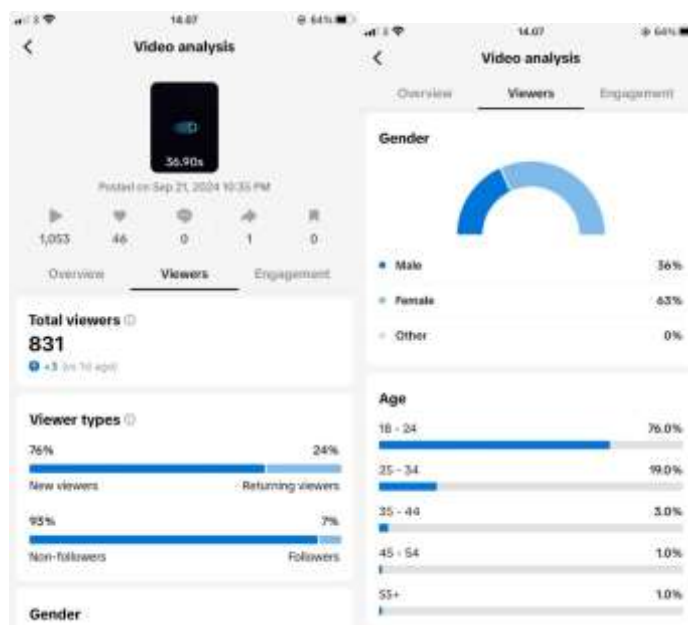 14.07
64%
Video analysis
36.90s
Posted on Sep 21, 2024 10:35 PM
1,053 46 0 1 0
Overview Viewers Engagement
Total viewers
831
+3 (vs 1d ago)
Viewer types
76% 24%
New viewers Returning viewers
93% 7%
Non-followers Followers
Gender
14.07
64%
Video analysis
Overview Viewers Engagement
Gender
Male 36%
Female 63%
Other 0%
Age
18 - 24 76.0%
25 - 34 19.0%
35 - 44 3.0%
45 - 54 1.0%
55+ 1.0%